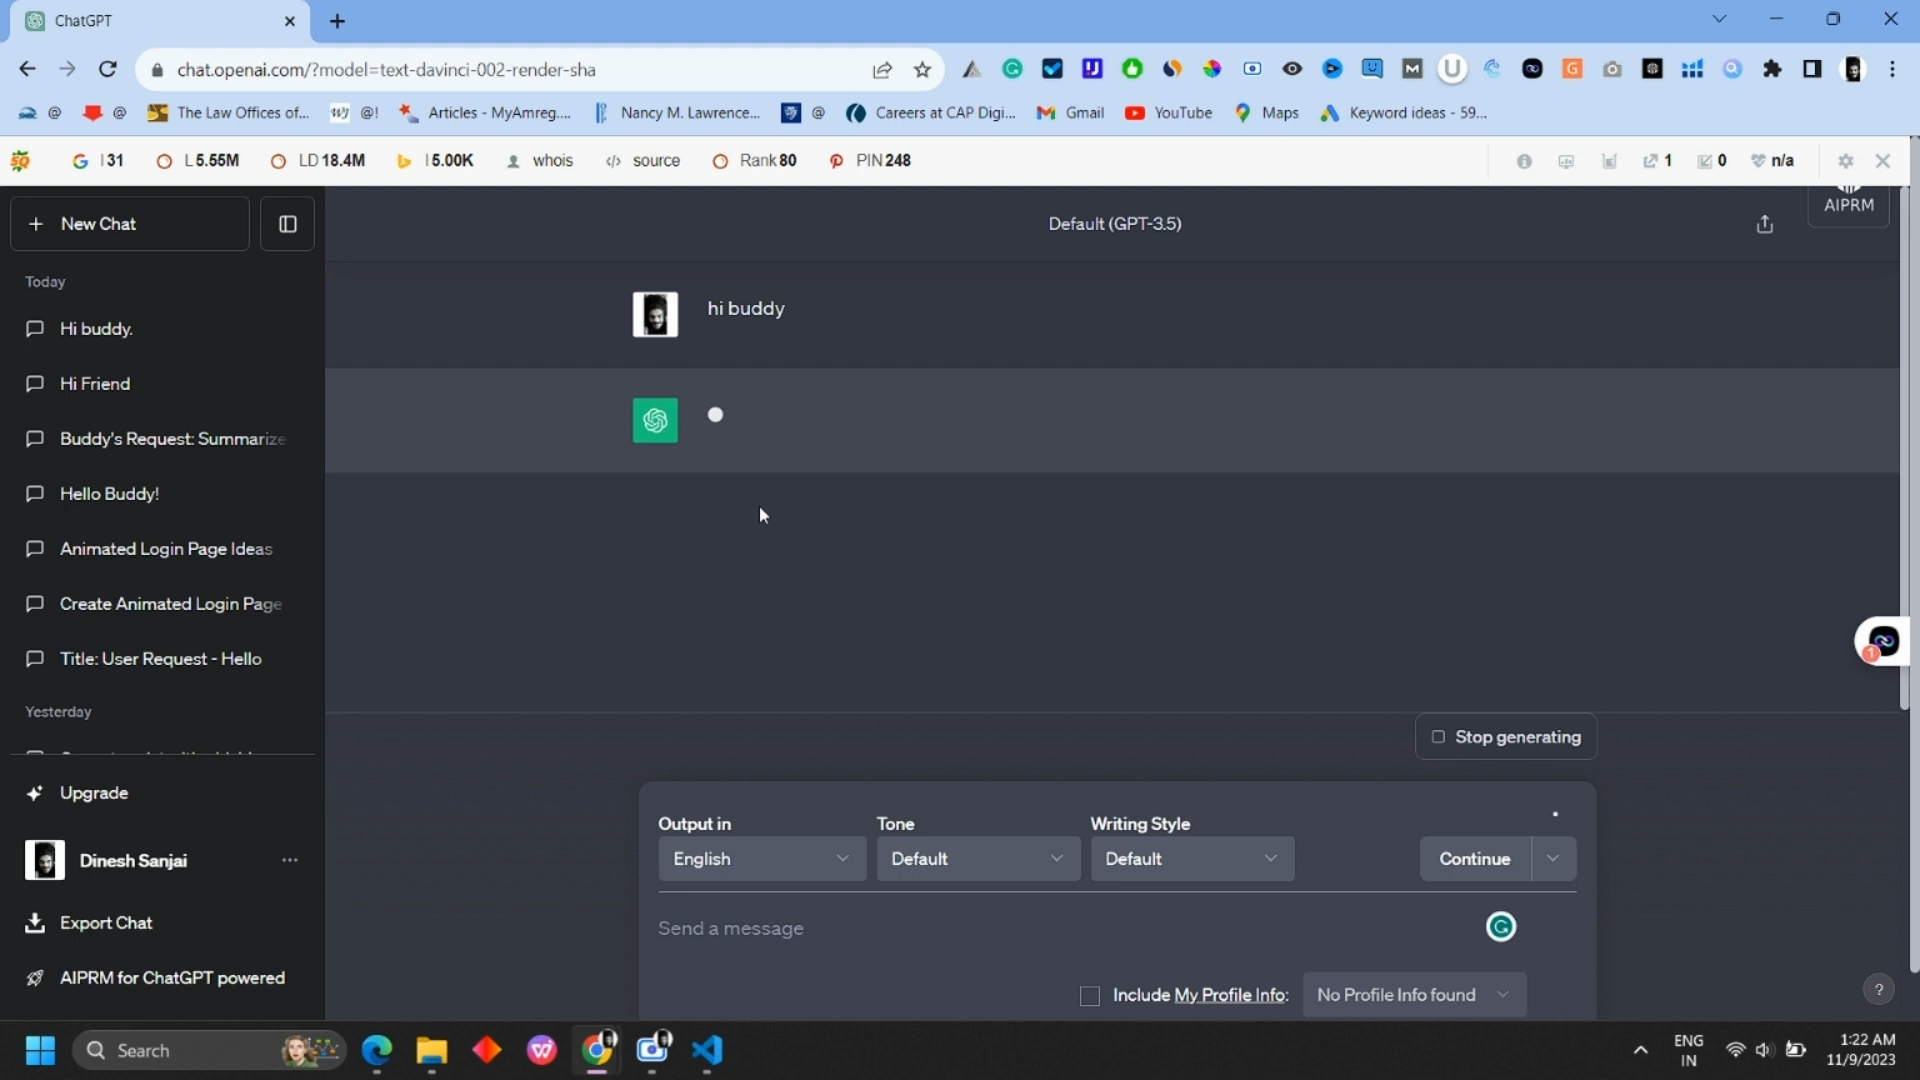 ChatGPT
chat.openai.com/?model=text-davinci-002-render-sha
@
@
The Law Offices of...
@!
Articles - MyAmreg....
Nancy M. Lawrence...
@
Careers at CAP Digi...
Gmail
YouTube
Maps
Keyword ideas - 59...
SQ
I 31
L 5.55M
LD 18.4M
I 5.00K
whois
source
Rank 80
PIN 248
1
0
n/a
New Chat
Default (GPT-3.5)
AIPRM
Today
Hi buddy.
Hi Friend
Buddy's Request: Summarize
Hello Buddy!
Animated Login Page Ideas
Create Animated Login Page
Title: User Request - Hello
Yesterday
hi buddy
1
Stop generating
Upgrade
Dinesh Sanjai
Export Chat
AIPRM for ChatGPT powered
Output in
Tone
Writing Style
English
Default
Default
Continue
Send a message
Include My Profile Info:
No Profile Info found
?
Search
ENG
IN
1:22 AM
11/9/2023